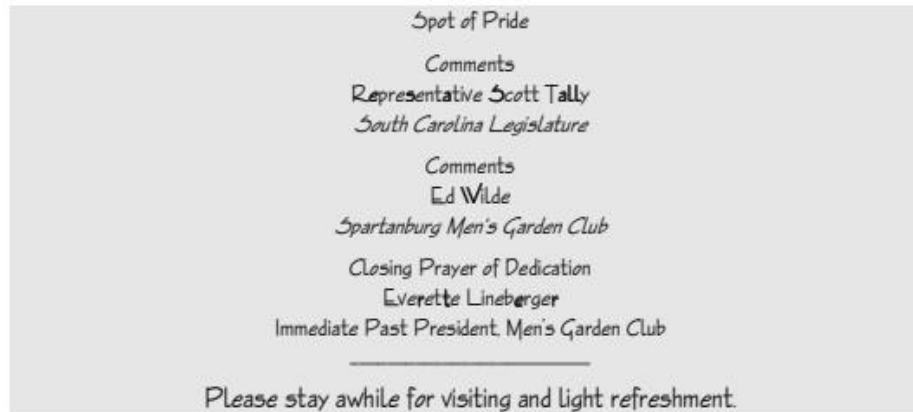 Spot of Pride
Comments
Representative Scott Tally
South Carolina Legislature
Comments
Ed Wilde
Spartanburg Men's Garden Club
Closing Prayer of Dedication
Everette Lineberger
Immediate Past President, Men's Garden Club
Please stay awhile for visiting and light refreshment.